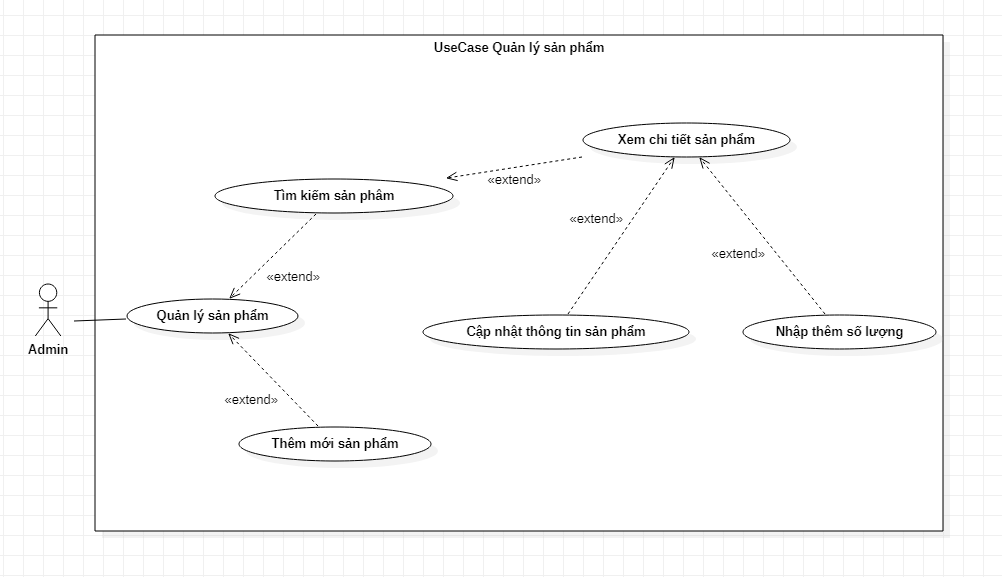 UseCase Quản lý sản phẩm
Xem chi tiết sản phẩm
«extend»
Tìm kiếm sản phâm
«extend»
«extend»
«extend»
Quản lý sản phẩm
Cập nhật thông tin sản phẩm
Nhập thêm số lượng
Admin
«extend»
Thêm mới sản phẩm